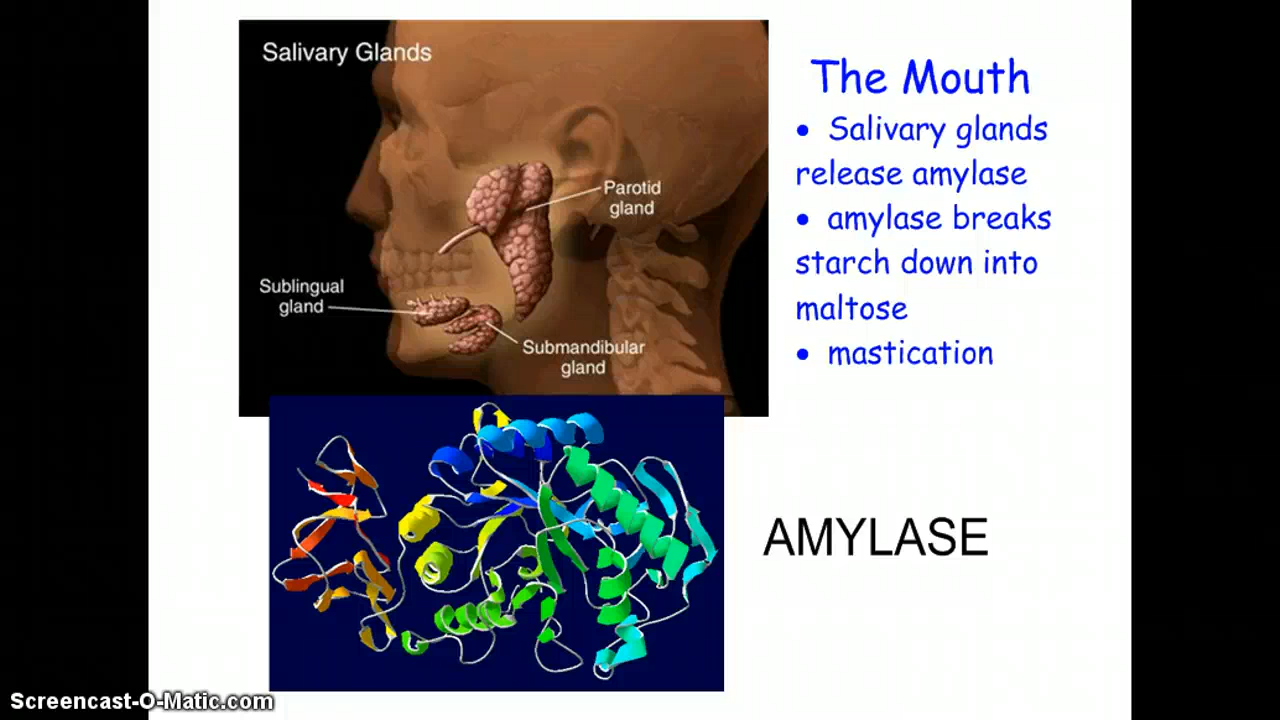 Salivary Glands
Parotid
gland
Sublingual
gland
Submandibular
gland
The Mouth
• Salivary glands
release amylase
• amylase breaks
starch down into
maltose
• mastication
AMYLASE
Screencast-O-Matic.com